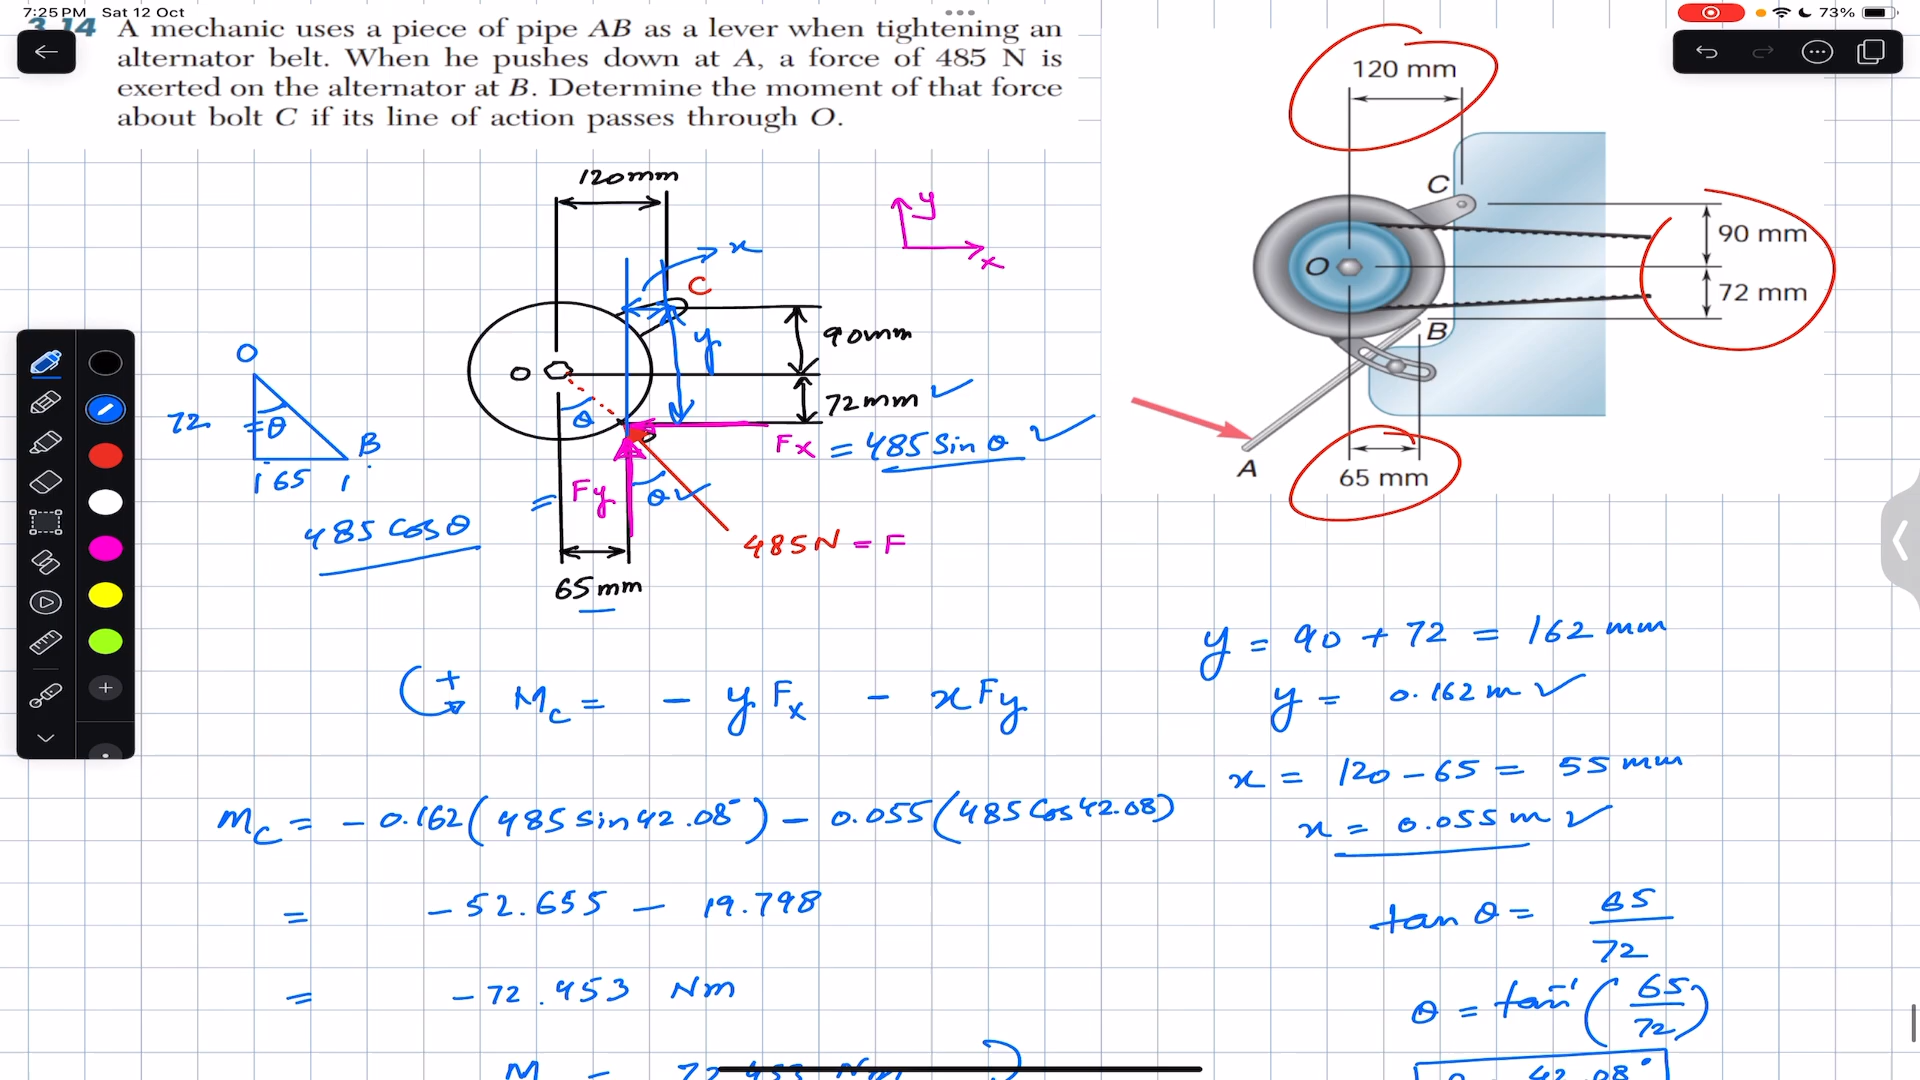 7:25 PM Sat 12 Oct
73%
3.14 A mechanic uses a piece of pipe AB as a lever when tightening an
alternator belt. When he pushes down at A, a force of 485 N is
exerted on the alternator at B. Determine the moment of that force
about bolt C if its line of action passes through O.
120 mm
C
O
90 mm
72 mm
B
A
65 mm
120mm
y
x
x
C
y
90mm
O
72mm
θ
Fx = 485 Sin θ
= Fy
θ
485N = F
65mm
O
72
θ
B
65
485 Cos θ
y = 90 + 72 = 162 mm
y = 0.162 m
x = 120 - 65 = 55 mm
x = 0.055 m
tan θ = 65/72
θ = tan⁻¹ (65/72)
42.08°
+ Mc = - y Fx - x Fy
Mc = - 0.162 ( 485 sin 42.08° ) - 0.055 ( 485 Cos 42.08 )
= - 52.655 - 19.798
= - 72.453 Nm